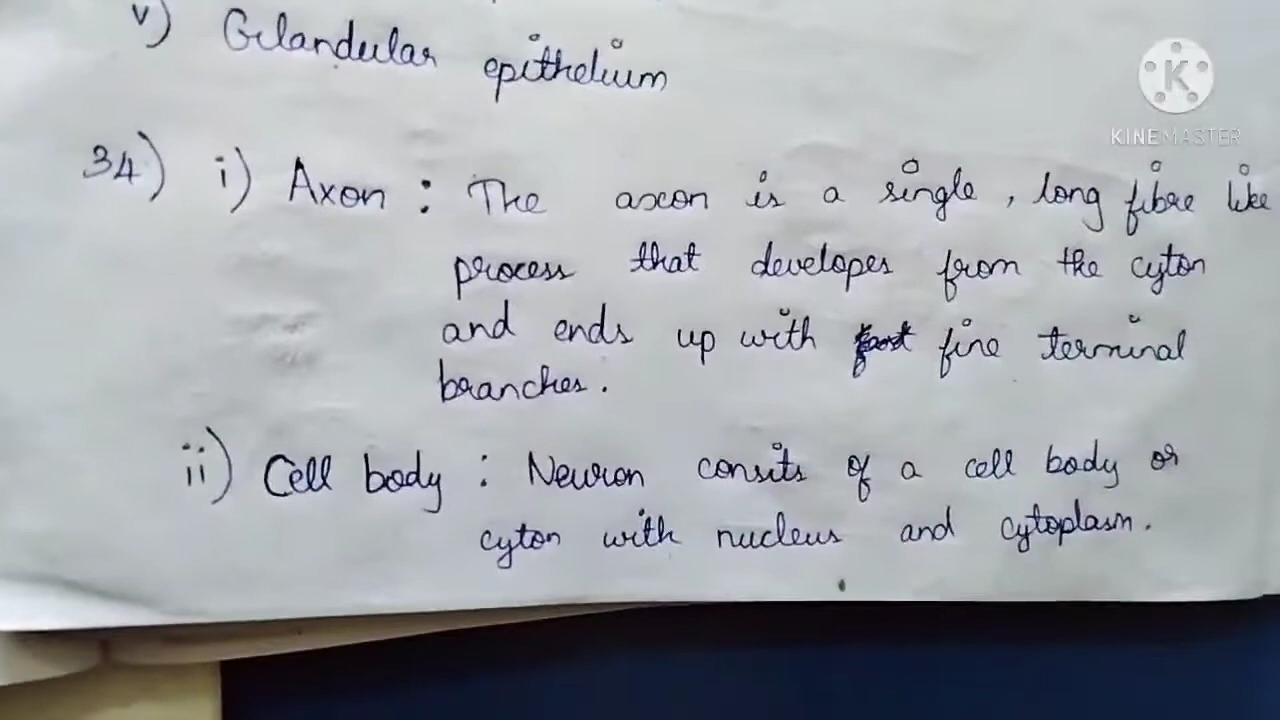 v) Glandular epithelium
KINEMASTER
34) i) Axon : The axon is a single, long fibre like
process that developes from the cyton
and ends up with fine terminal
branches.
ii) Cell body : Neuron consits of a cell body or
cyton with nucleus and cytoplasm.